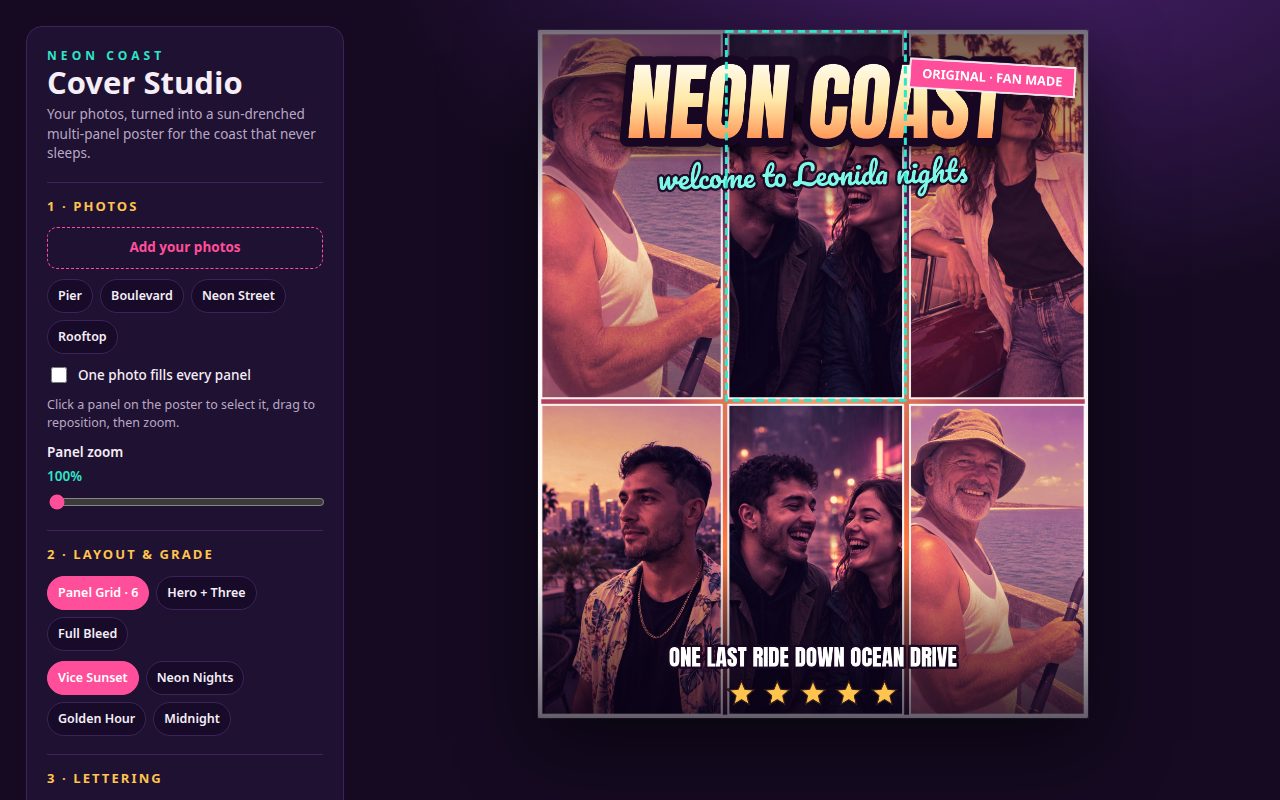 NEON COAST
Cover Studio
Your photos, turned into a sun-drenched
multi-panel poster for the coast that never
sleeps.
1 · PHOTOS
Add your photos
Pier
Boulevard
Neon Street
Rooftop
One photo fills every panel
Click a panel on the poster to select it, drag to
reposition, then zoom.
Panel zoom
100%
2 · LAYOUT & GRADE
Panel Grid · 6
Hero + Three
Full Bleed
Vice Sunset
Neon Nights
Golden Hour
Midnight
3 · LETTERING
NEON COAST
ORIGINAL · FAN MADE
welcome to Leonida nights
ONE LAST RIDE DOWN OCEAN DRIVE